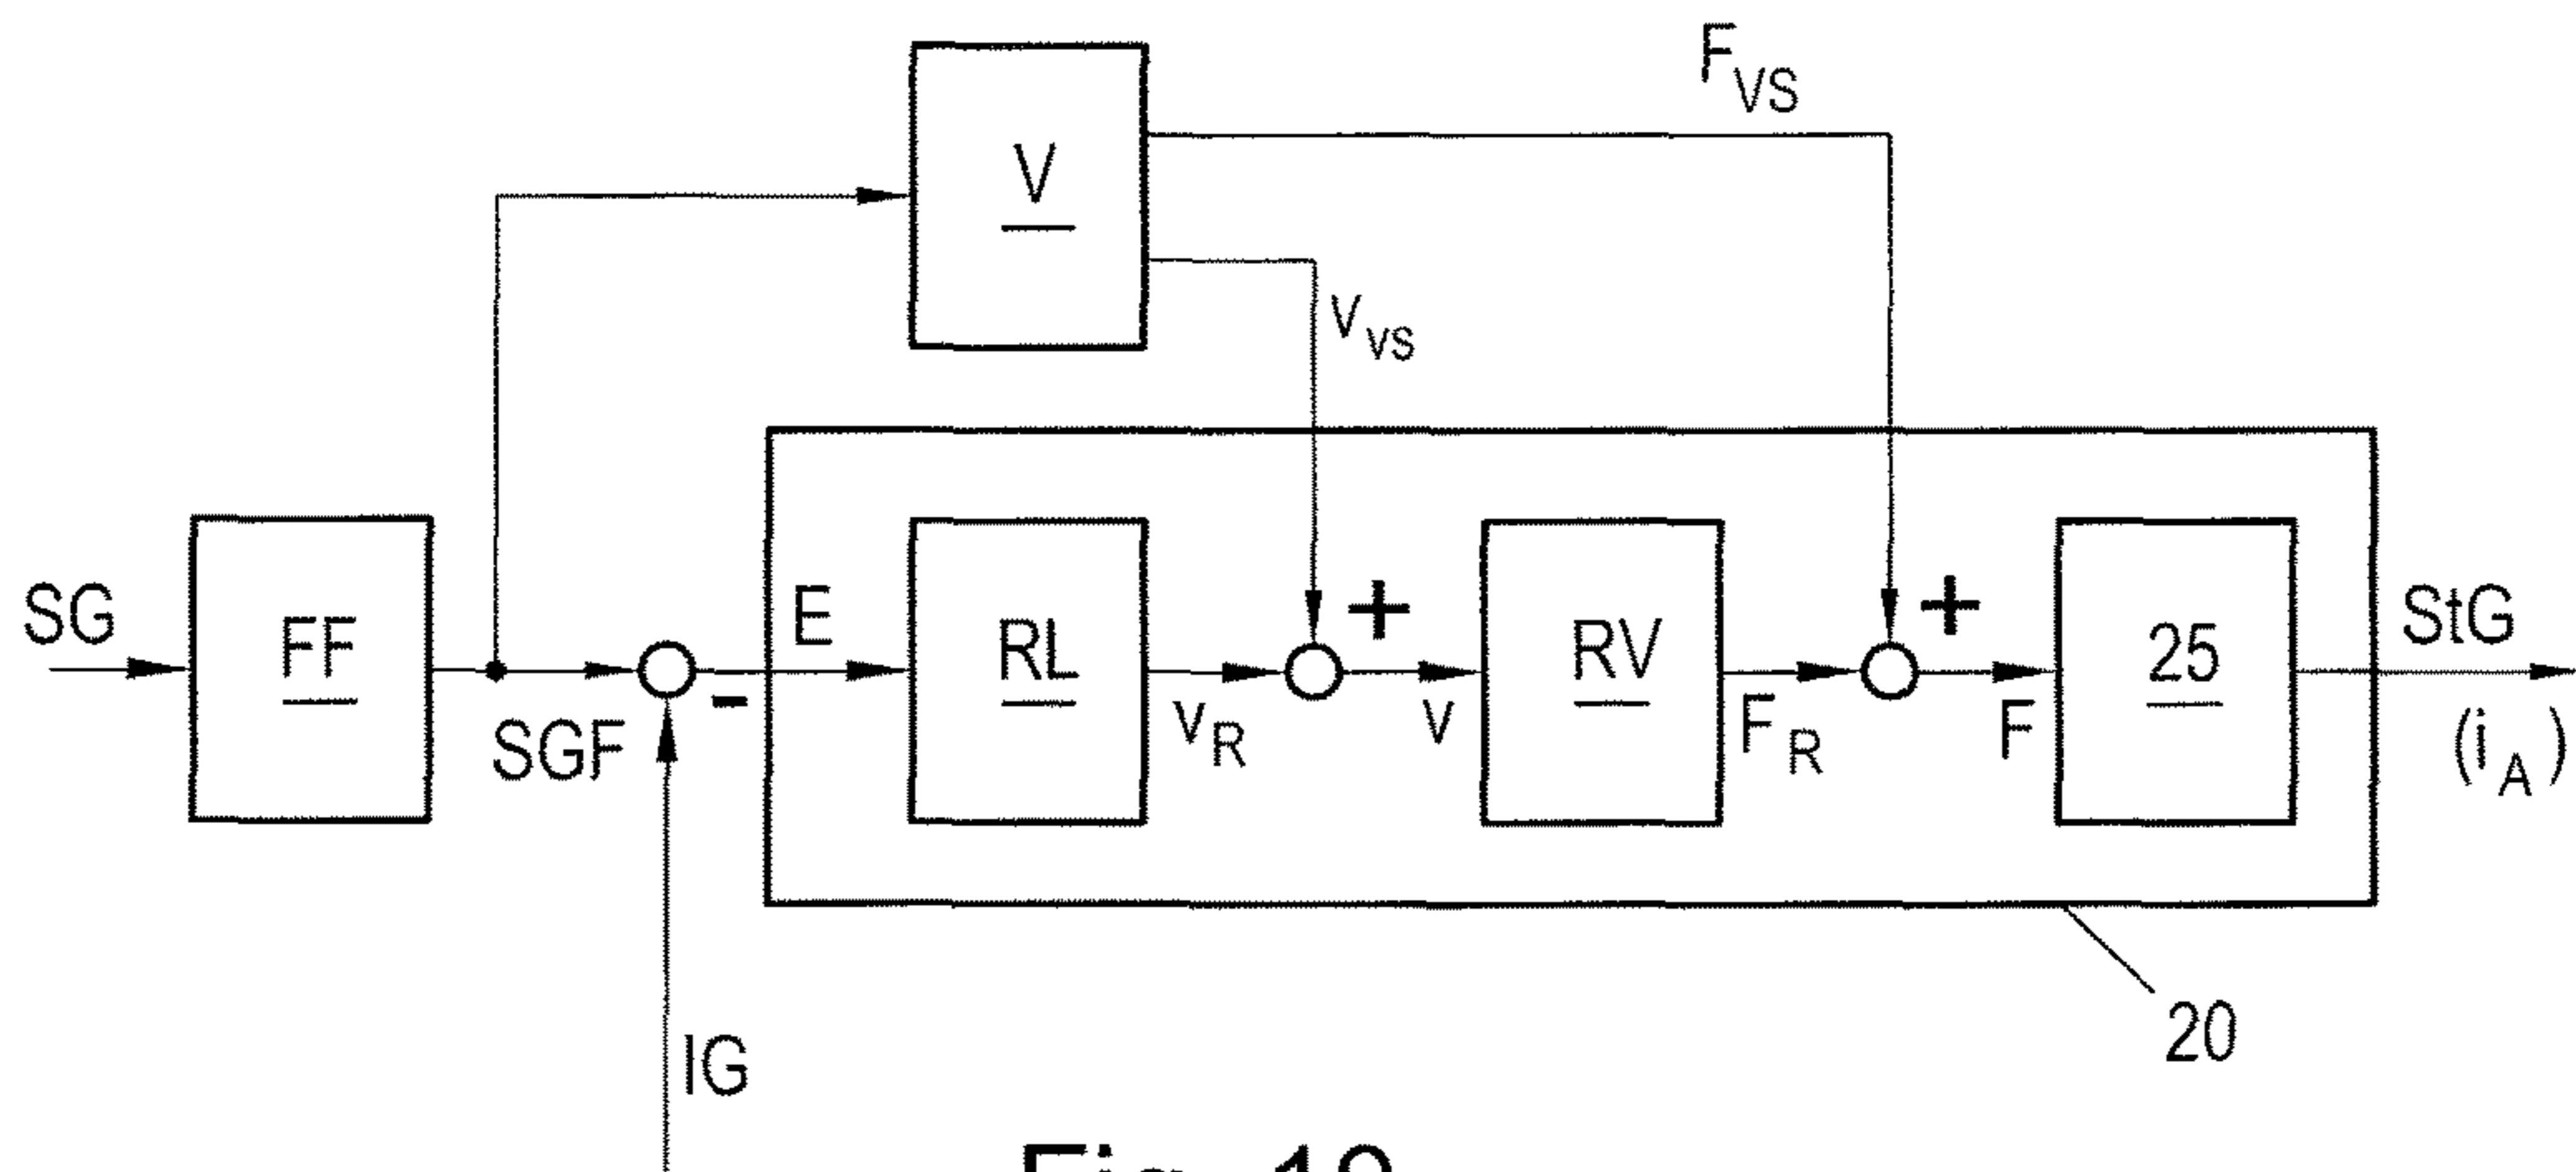 F_VS
V
v_vs
SG
FF
SGF
-
E
RL
v_R
+
v
RV
F_R
+
F
25
StG
(i_A)
IG
20